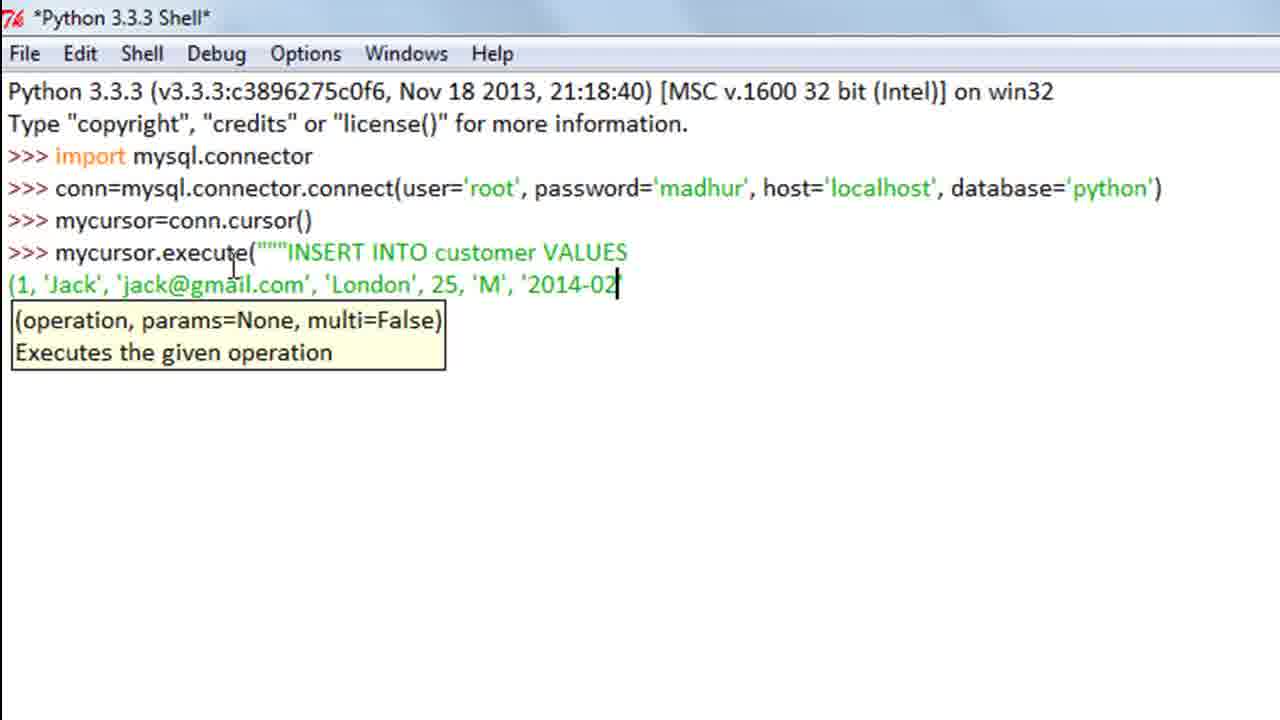 *Python 3.3.3 Shell*
File Edit Shell Debug Options Windows Help
Python 3.3.3 (v3.3.3:c3896275c0f6, Nov 18 2013, 21:18:40) [MSC v.1600 32 bit (Intel)] on win32
Type "copyright", "credits" or "license()" for more information.
>>> import mysql.connector
>>> conn=mysql.connector.connect(user='root', password='madhur', host='localhost', database='python')
>>> mycursor=conn.cursor()
>>> mycursor.execute("""INSERT INTO customer VALUES
(1, 'Jack', 'jack@gmail.com', 'London', 25, 'M', '2014-02'
(operation, params=None, multi=False)
Executes the given operation